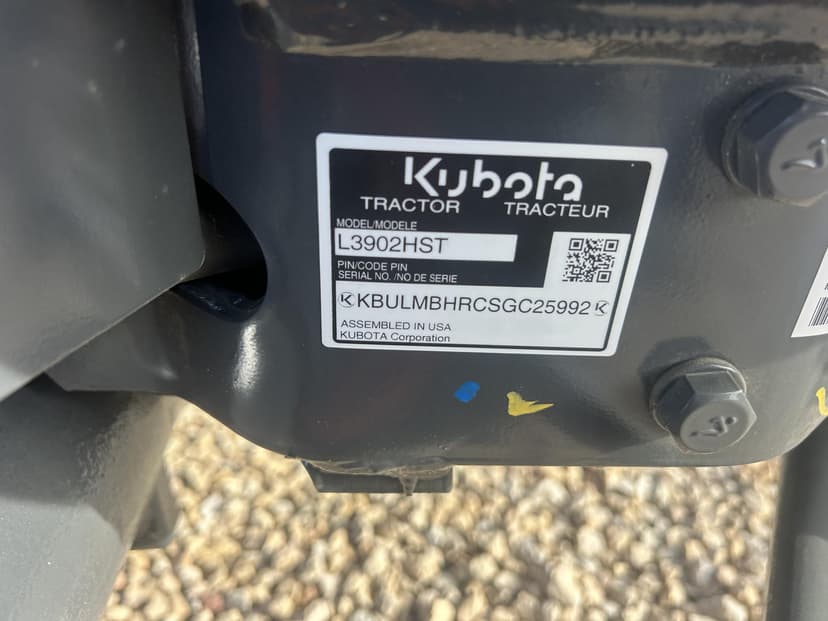 Kubota
TRACTOR TRACTEUR
MODEL/MODELE
L3902HST
PIN/CODE PIN
SERIAL NO. /NO DE SERIE
KBULMBHRCSGC25992
ASSEMBLED IN USA
KUBOTA Corporation